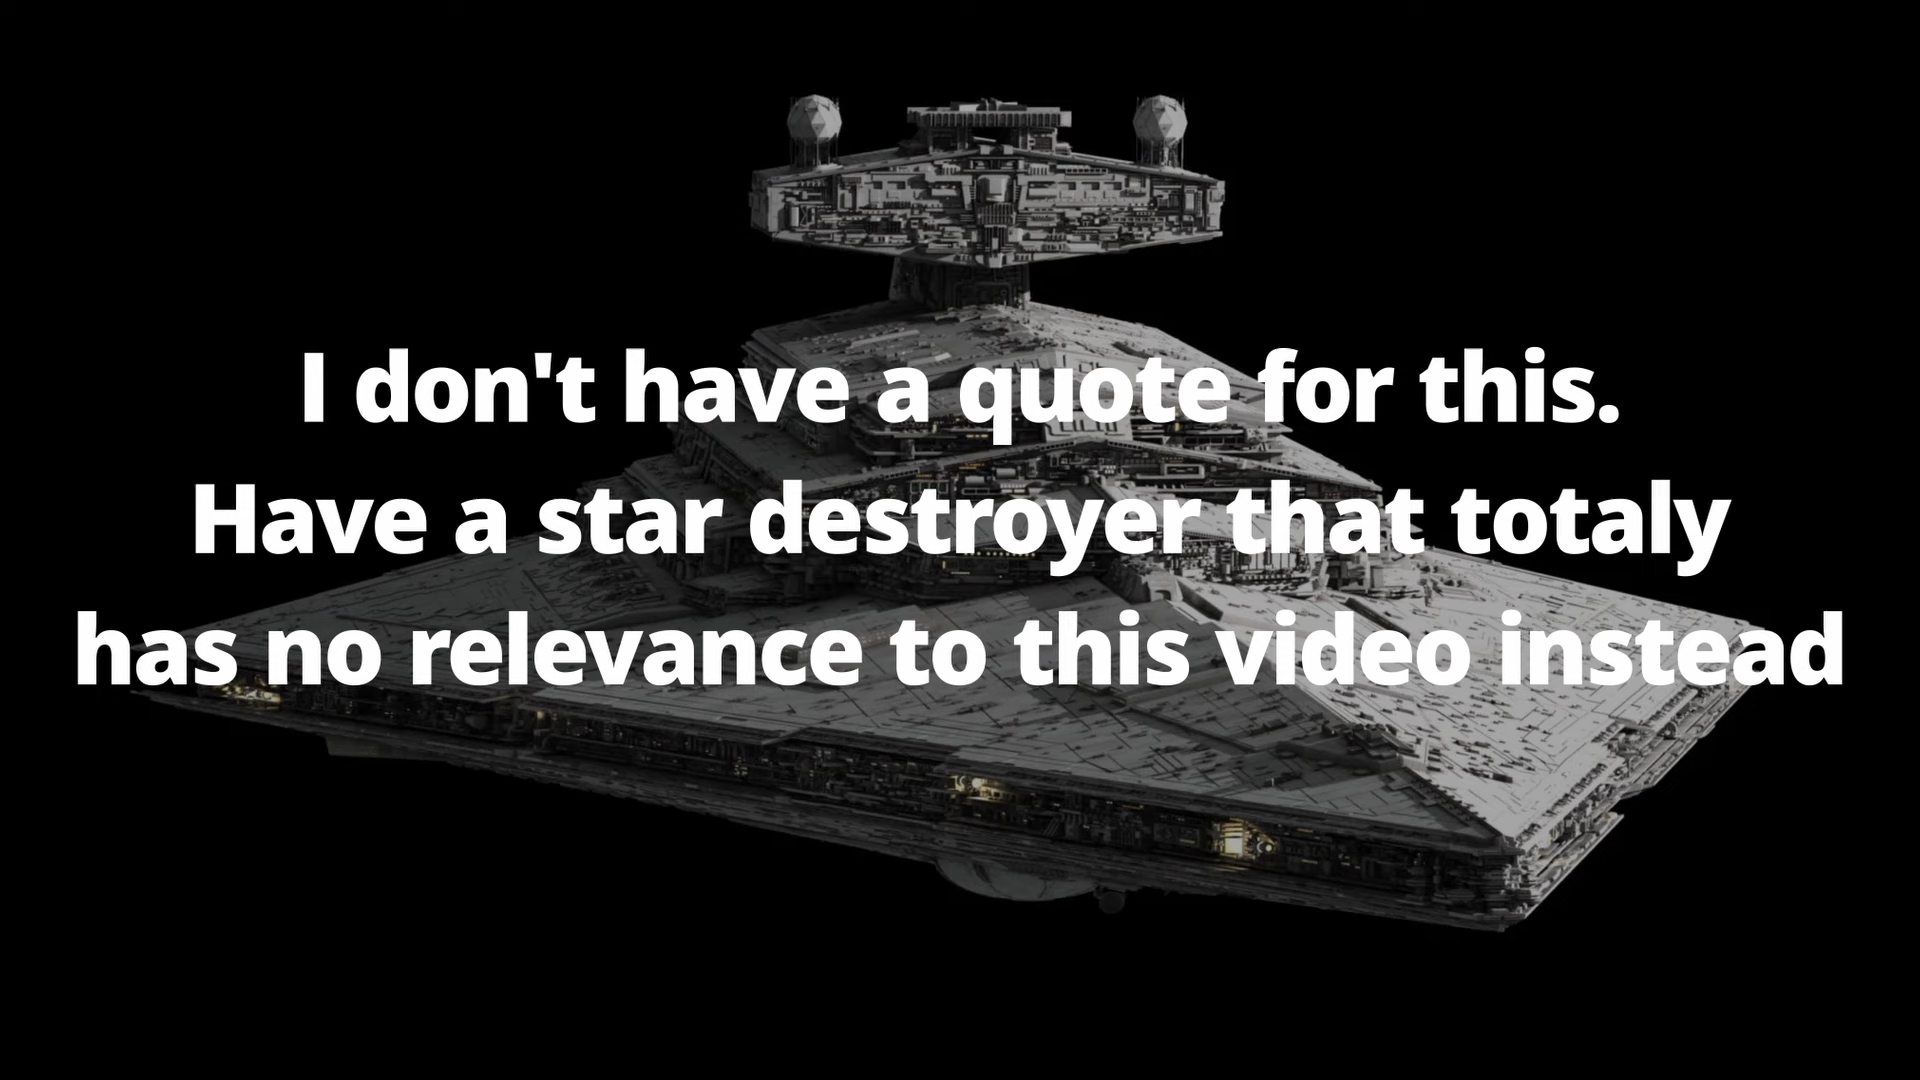 I don't have a quote for this.
Have a star destroyer that totaly
has no relevance to this video instead